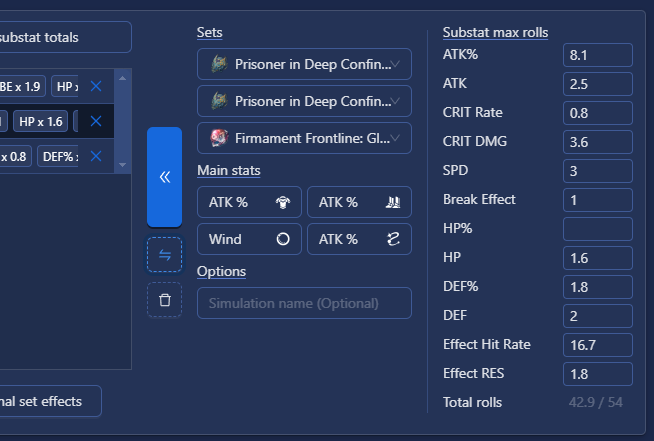 substat totals
BE x 1.9 HP x
HP x 1.6
x 0.8 DEF% x
nal set effects
Sets
Prisoner in Deep Confin...
Prisoner in Deep Confin...
Firmament Frontline: Gl...
Main stats
ATK % ATK %
Wind ATK %
Options
Simulation name (Optional)
Substat max rolls
ATK% 8.1
ATK 2.5
CRIT Rate 0.8
CRIT DMG 3.6
SPD 3
Break Effect 1
HP%
HP 1.6
DEF% 1.8
DEF 2
Effect Hit Rate 16.7
Effect RES 1.8
Total rolls 42.9 / 54